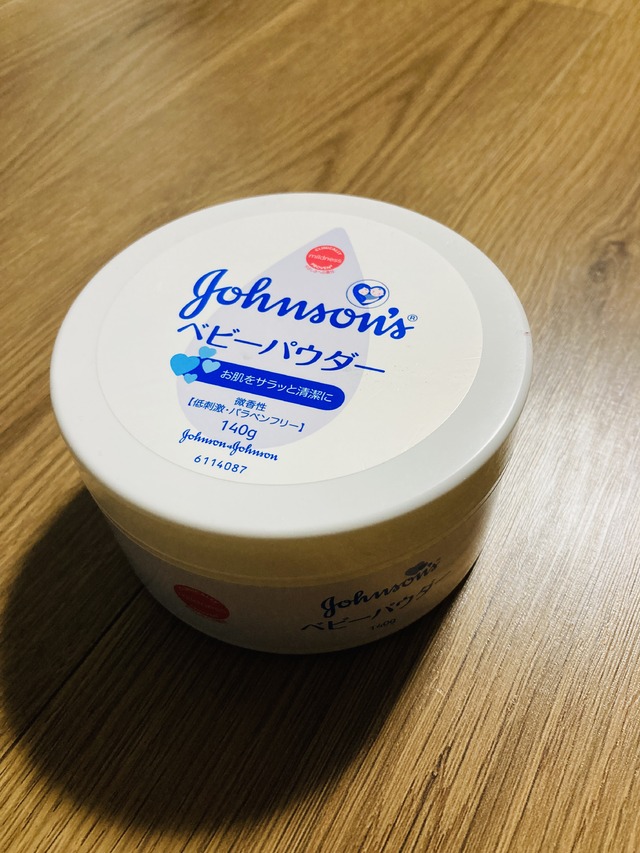 mildness
Johnson's®
ベビーパウダー
お肌をサラッと清潔に
微香性
【低刺激・パラベンフリー】
140g
Johnson&Johnson
6114087
Johnson's
ベビーパウダー
140g